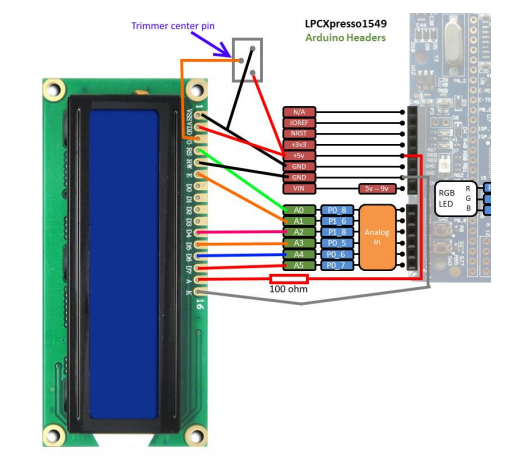 Trimmer center pin
LPCXpresso1549
Arduino Headers
1
VSS
VDD
VO
RS
RW
E
D0
D1
D2
D3
D4
D5
D6
D7
A
K
16
N/A
IOREF
NRST
+3v3
+5v
GND
GND
VIN
5v – 9v
A0
P0_8
A1
P1_6
A2
P1_8
A3
P0_5
A4
P0_6
A5
P0_7
Analog
in
100 ohm
RGB
LED
R
G
B